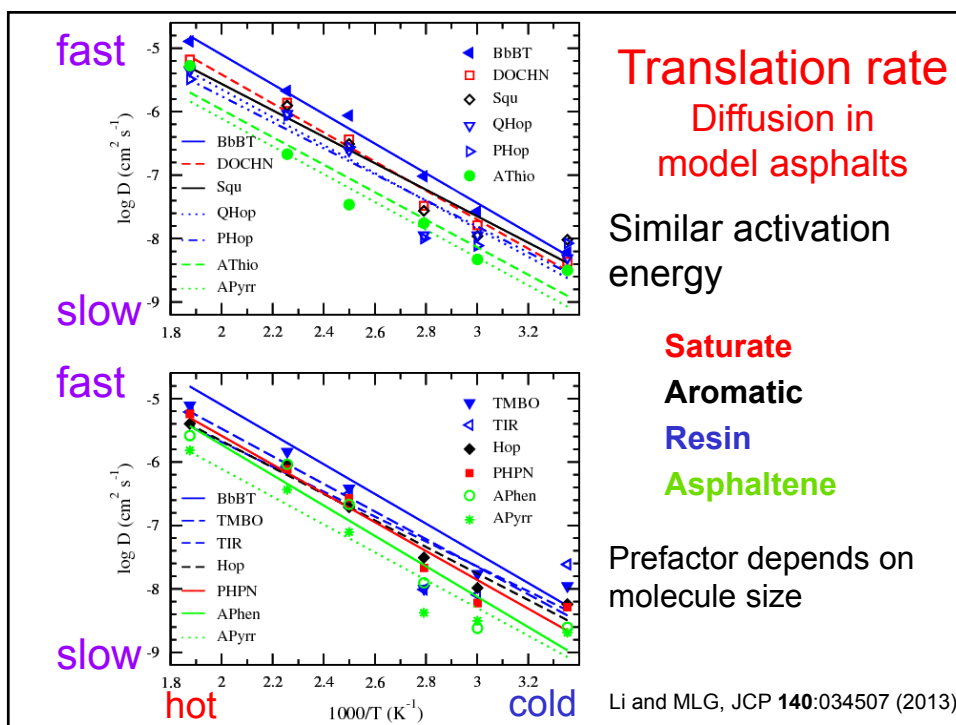 fast
-5
-6
-7
-8
-9
log D (cm² s⁻¹)
slow
BbBT
DOCHN
Squ
QHop
PHop
AThio
BbBT
DOCHN
Squ
QHop
PHop
AThio
APyrr
1.8 2 2.2 2.4 2.6 2.8 3 3.2
fast
-5
-6
-7
-8
-9
log D (cm² s⁻¹)
slow
TMBO
TIR
Hop
PHPN
APhen
APyrr
BbBT
TMBO
TIR
Hop
PHPN
APhen
APyrr
1.8 2 2.2 2.4 2.6 2.8 3 3.2
hot
1000/T (K⁻¹)
cold
Translation rate
Diffusion in
model asphalts
Similar activation
energy
Saturate
Aromatic
Resin
Asphaltene
Prefactor depends on
molecule size
Li and MLG, JCP 140:034507 (2013)